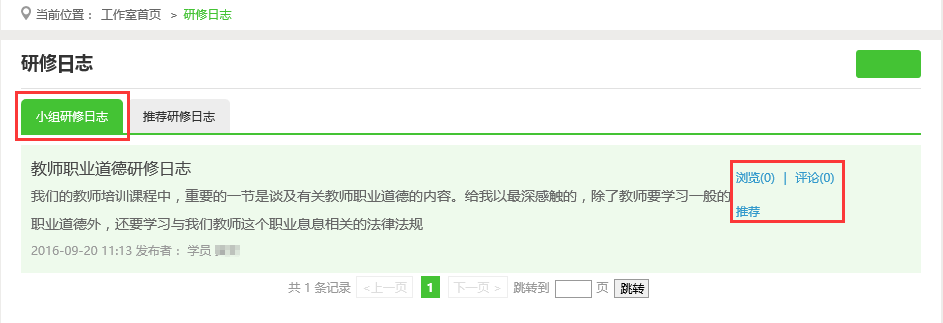 当前位置： 工作室首页 > 研修日志
研修日志
小组研修日志 推荐研修日志
教师职业道德研修日志
浏览(0) | 评论(0)
我们的教师培训课程中，重要的一节是谈及有关教师职业道德的内容。给我以最深感触的，除了教师要学习一般的
职业道德外，还要学习与我们教师这个职业息息相关的法律法规
推荐
2016-09-20 11:13 发布者： 学员
共 1 条记录 <上一页 1 下一页 > 跳转到 页 跳转